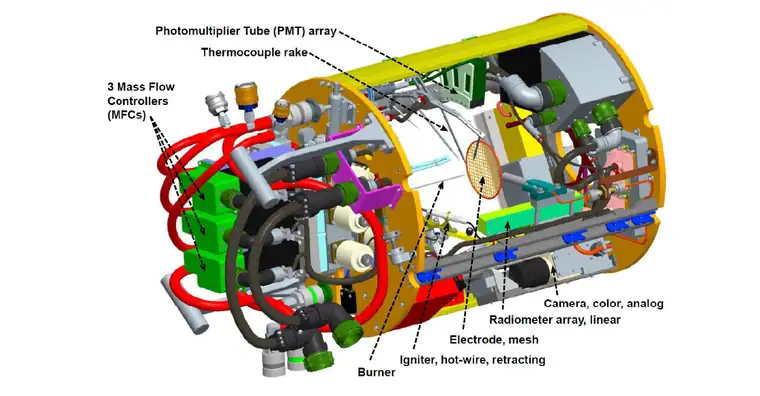 Photomultiplier Tube (PMT) array
Thermocouple rake
3 Mass Flow
Controllers
(MFCs)
Camera, color, analog
Radiometer array, linear
Electrode, mesh
Igniter, hot-wire, retracting
Burner